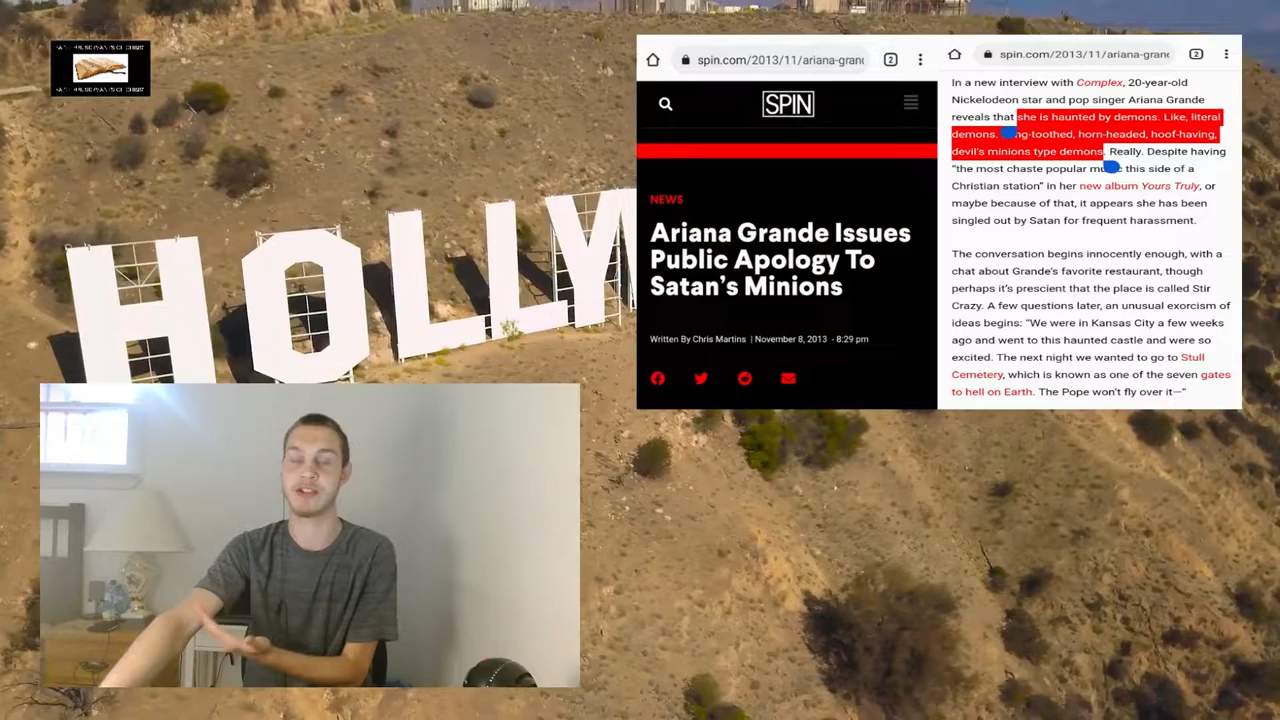 HOLLY
spin.com/2013/11/ariana-grand
2
SPIN
NEWS
Ariana Grande Issues
Public Apology To
Satan's Minions
Written By Chris Martins | November 8, 2013 - 8:29 pm
spin.com/2013/11/ariana-grand
2
In a new interview with Complex, 20-year-old
Nickelodeon star and pop singer Ariana Grande
reveals that she is haunted by demons. Like, literal
demons. ng-toothed, horn-headed, hoof-having,
devil's minions type demons. Really. Despite having
"the most chaste popular mu this side of a
Christian station" in her new album Yours Truly, or
maybe because of that, it appears she has been
singled out by Satan for frequent harassment.
The conversation begins innocently enough, with a
chat about Grande's favorite restaurant, though
perhaps it's prescient that the place is called Stir
Crazy. A few questions later, an unusual exorcism of
ideas begins: "We were in Kansas City a few weeks
ago and went to this haunted castle and were so
excited. The next night we wanted to go to Stull
Cemetery, which is known as one of the seven gates
to hell on Earth. The Pope won't fly over it—"